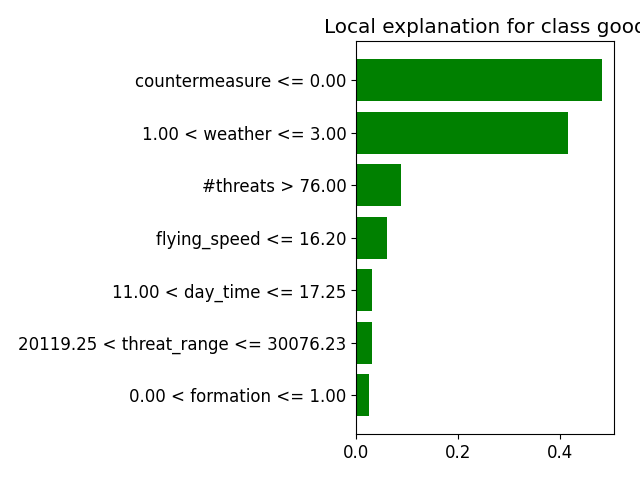 Local explanation for class good
countermeasure <= 0.00
1.00 < weather <= 3.00
#threats > 76.00
flying_speed <= 16.20
11.00 < day_time <= 17.25
20119.25 < threat_range <= 30076.23
0.00 < formation <= 1.00
0.0 0.2 0.4